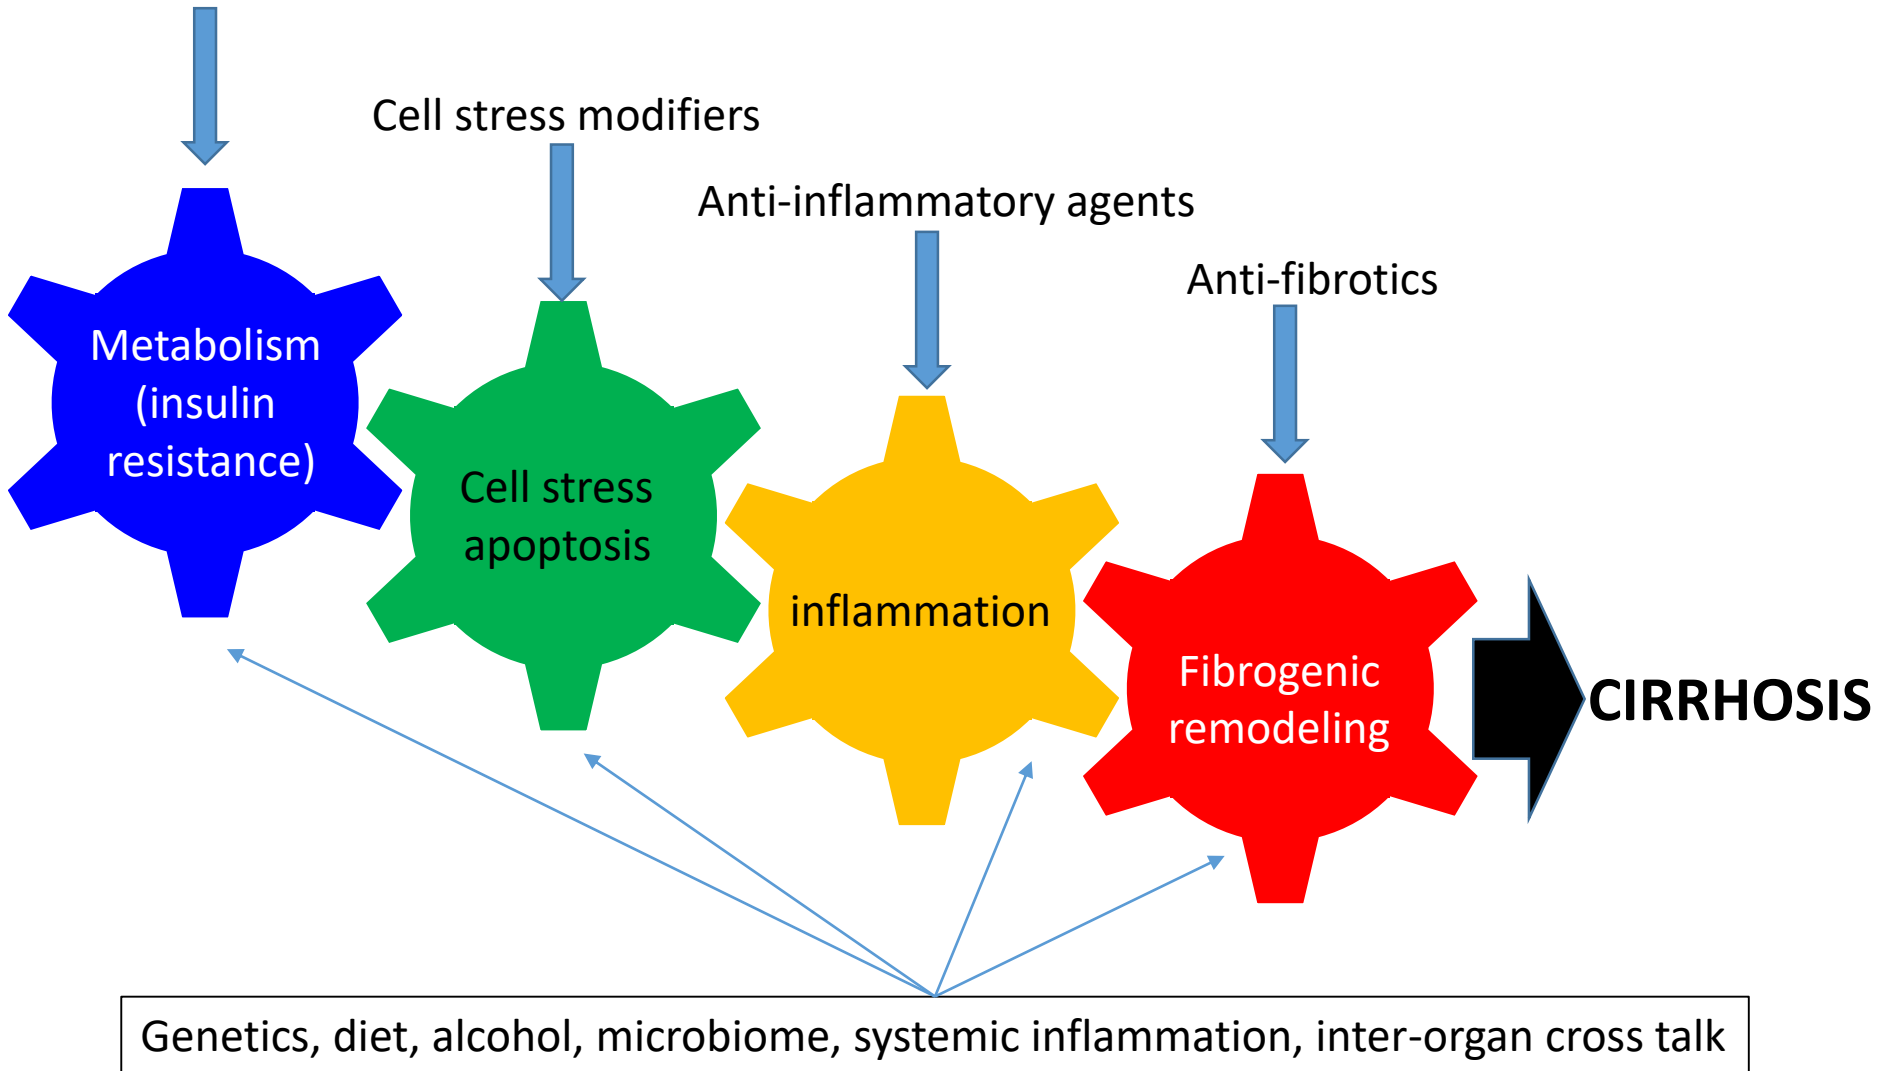 Cell stress modifiers
Anti-inflammatory agents
Anti-fibrotics
Metabolism
(insulin
resistance)
Cell stress
apoptosis
inflammation
Fibrogenic
remodeling
CIRRHOSIS
Genetics, diet, alcohol, microbiome, systemic inflammation, inter-organ cross talk